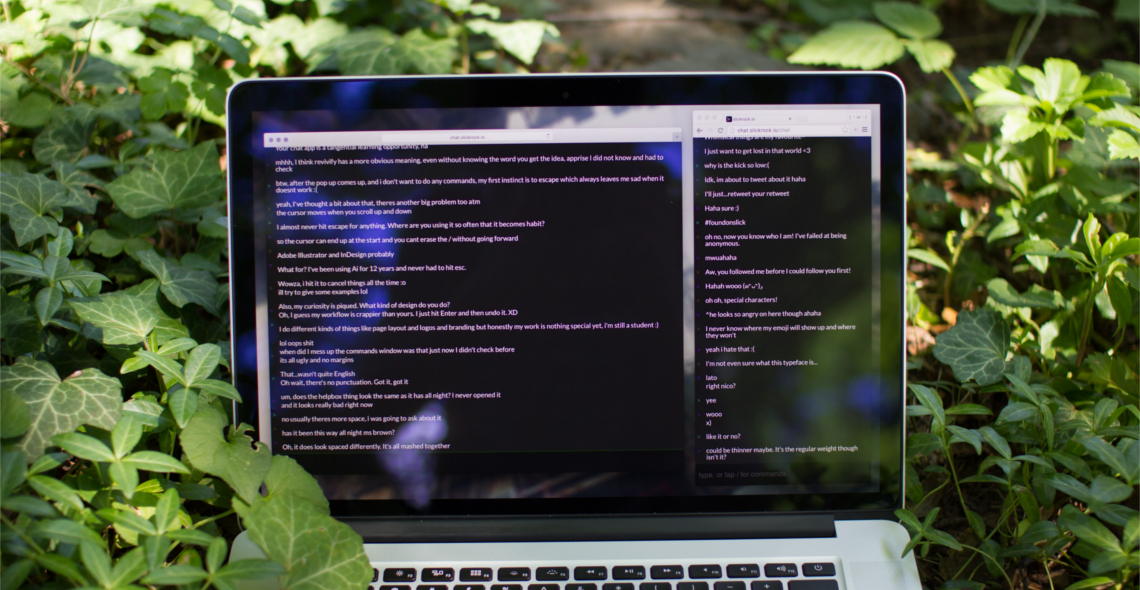 chat.slickrock.io
Your chat app is a tangential learning opportunity, ha
mhhh, I think revivify has a more obvious meaning, even without knowing the word you get the idea, apprise I did not know and had to
check
btw, after the pop up comes up, and i don't want to do any commands, my first instinct is to escape which always leaves me sad when it
doesnt work :(
yeah, I've thought a bit about that, theres another big problem too atm
the cursor moves when you scroll up and down
I almost never hit escape for anything. Where are you using it so often that it becomes habit?
so the cursor can end up at the start and you cant erase the / without going forward
Adobe Illustrator and InDesign probably
What for? I've been using Ai for 12 years and never had to hit esc.
Wowza, i hit it to cancel things all the time :o
ill try to give some examples lol
Also, my curiosity is piqued. What kind of design do you do?
Oh, I guess my workflow is crappier than yours. I just hit Enter and then undo it. XD
I do different kinds of things like page layout and logos and branding but honestly my work is nothing special yet, i'm still a student :)
lol oops shit
when did I mess up the commands window was that just now I didn't check before
its all ugly and no margins
That...wasn't quite English
Oh wait, there's no punctuation. Got it, got it
um, does the helpbox thing look the same as it has all night? I never opened it
and it looks really bad right now
no usually theres more space, i was going to ask about it
has it been this way all night ms brown?
Oh, it does look spaced differently. It's all mashed together
slickrock.io
chat.slickrock.io/chat
Whimsical things are my favourite.
I just want to get lost in that world <3
why is the kick so low:(
Idk, im about to tweet about it haha
I'll just...retweet your retweet
Haha sure :)
#foundonslick
oh no, now you know who I am! I've failed at being
anonymous.
mwuahaha
Aw, you followed me before I could follow you first!
Hahah wooo
oh oh, special characters!
^he looks so angry on here though ahaha
I never know where my emoji will show up and where
they won't
yeah i hate that :(
I'm not even sure what this typeface is...
lato
right nico?
yee
wooo
x)
like it or no?
could be thinner maybe. It's the regular weight though
isn't it?
type, or tap / for commands